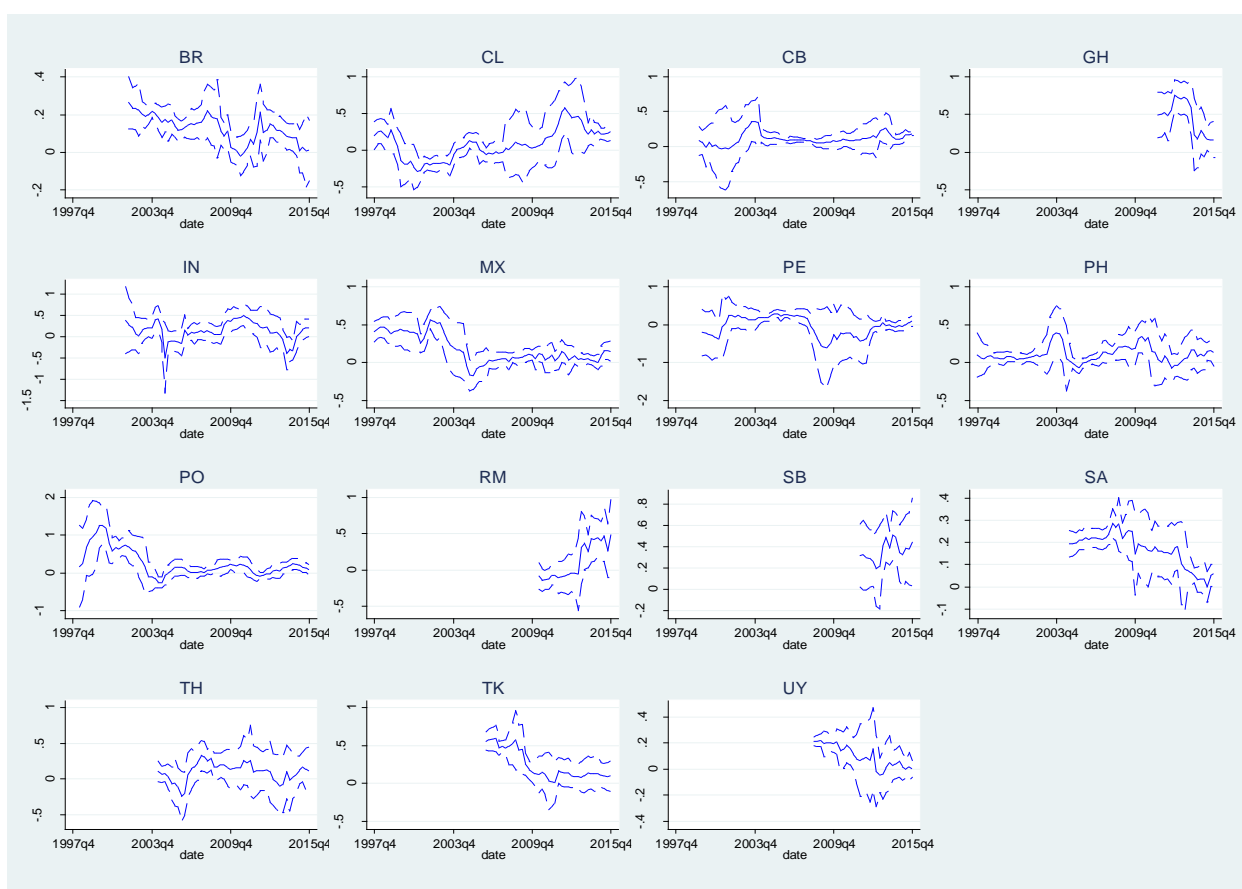 BR CL CB GH
.4 1 1 1
.2 .5 .5 .5
0 0 0 0
-.2 -.5 -.5 -.5
1997q4 2003q4 2009q4 2015q4 1997q4 2003q4 2009q4 2015q4 1997q4 2003q4 2009q4 2015q4 1997q4 2003q4 2009q4 2015q4
date date date date
IN MX PE PH
1 1 1 1
.5 .5 0 .5
0 0 -1 0
-.5 -.5 -2 -.5
-1
-1.5
1997q4 2003q4 2009q4 2015q4 1997q4 2003q4 2009q4 2015q4 1997q4 2003q4 2009q4 2015q4 1997q4 2003q4 2009q4 2015q4
date date date date
PO RM SB SA
2 1 .8 .4
1 .5 .6 .3
0 0 .4 .2
-1 -.5 .2 .1
0 0
-.2 -.1
1997q4 2003q4 2009q4 2015q4 1997q4 2003q4 2009q4 2015q4 1997q4 2003q4 2009q4 2015q4 1997q4 2003q4 2009q4 2015q4
date date date date
TH TK UY
1 1 .4
.5 .5 .2
0 0 0
-.5 -.5 -.2
-.4
1997q4 2003q4 2009q4 2015q4 1997q4 2003q4 2009q4 2015q4 1997q4 2003q4 2009q4 2015q4
date date date